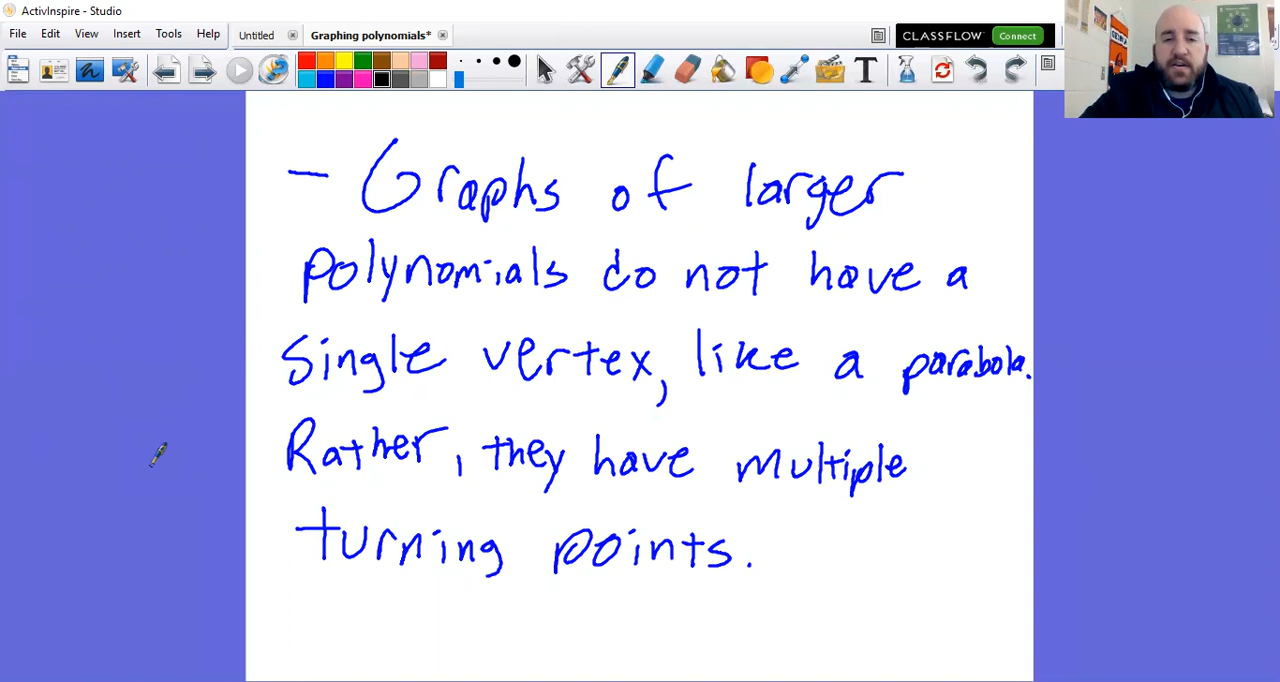 ActivInspire - Studio
File Edit View Insert Tools Help Untitled Graphing polynomials* CLASSFLOW Connect
- Graphs of larger
polynomials do not have a
single vertex, like a parabola.
Rather, they have multiple
turning points.